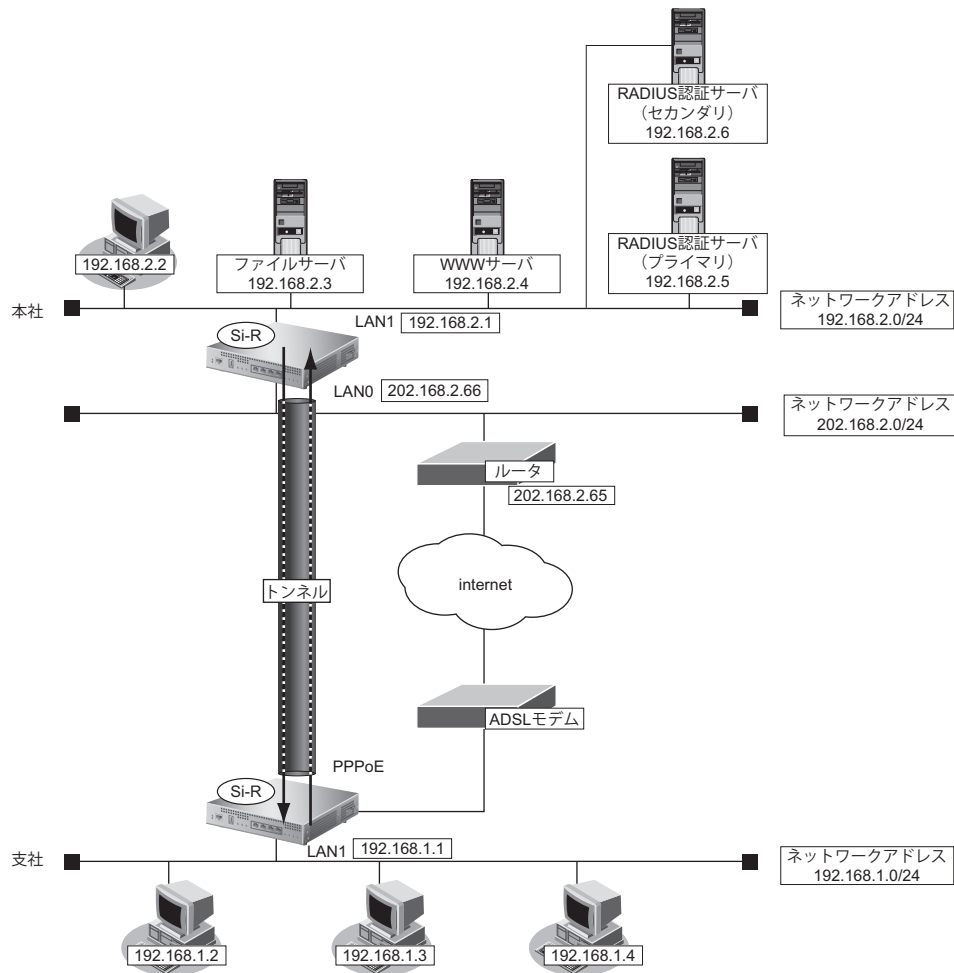 RADIUS認証サーバ
（セカンダリ）
192.168.2.6
192.168.2.2
ファイルサーバ
192.168.2.3
WWWサーバ
192.168.2.4
RADIUS認証サーバ
（プライマリ）
192.168.2.5
本社
LAN1 192.168.2.1
ネットワークアドレス
192.168.2.0/24
Si-R
LAN0 202.168.2.66
ネットワークアドレス
202.168.2.0/24
ルータ
202.168.2.65
internet
トンネル
ADSLモデム
PPPoE
Si-R
支社
LAN1 192.168.1.1
ネットワークアドレス
192.168.1.0/24
192.168.1.2
192.168.1.3
192.168.1.4